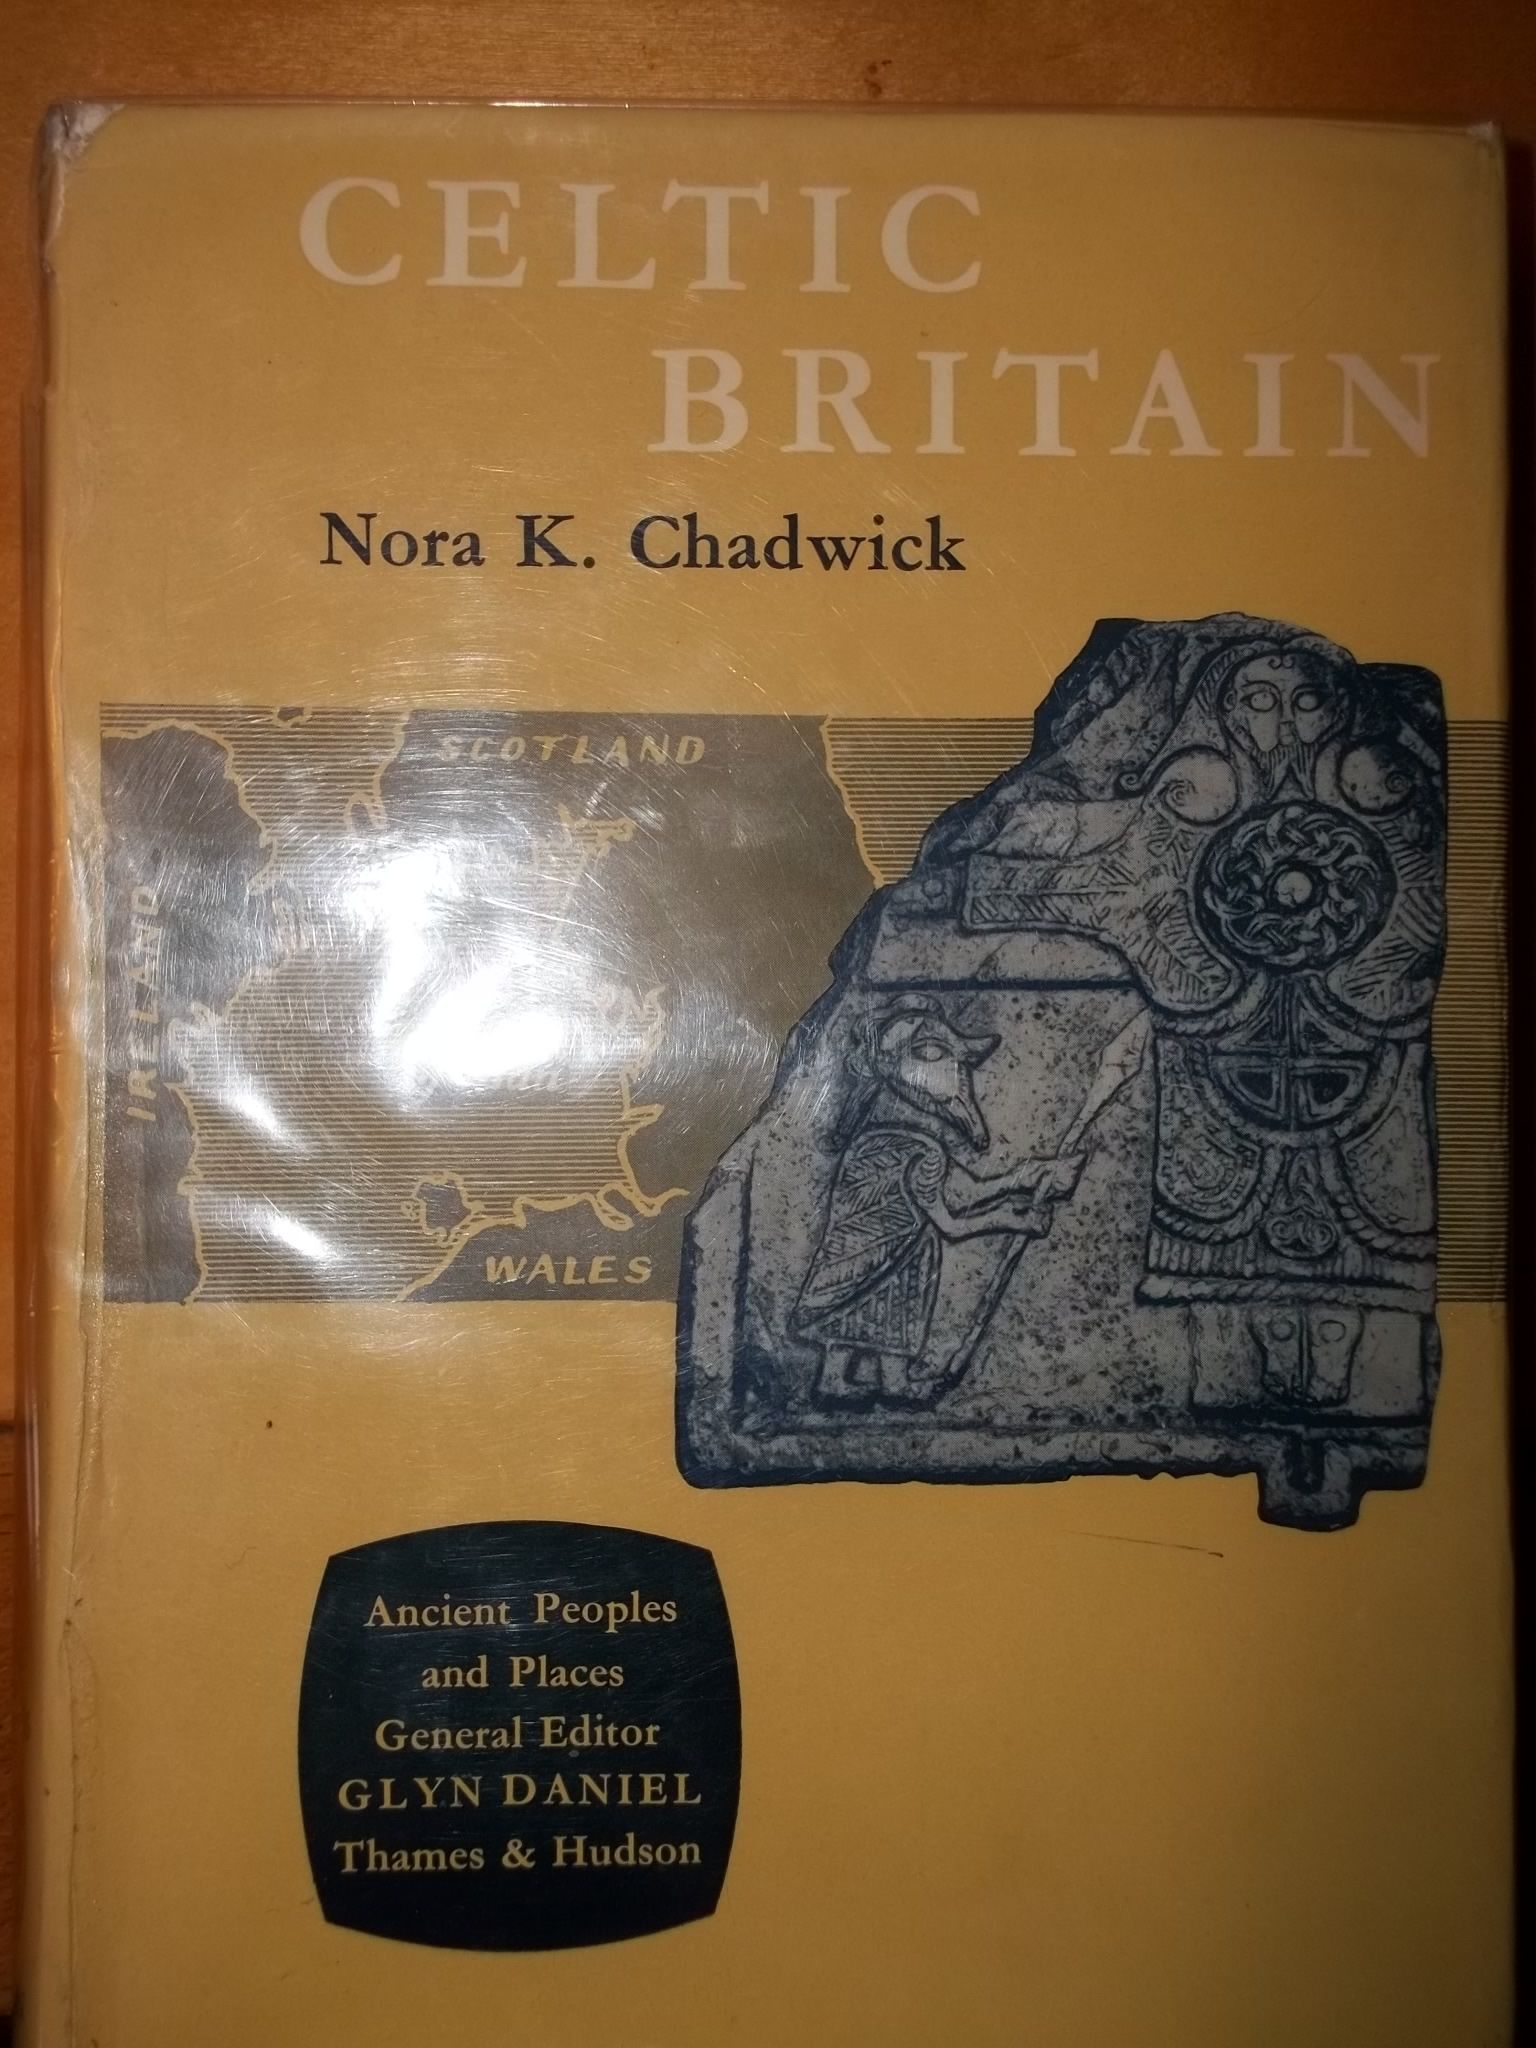 CELTIC
BRITAIN
Nora K. Chadwick
SCOTLAND
IRELAND
WALES
Ancient Peoples
and Places
General Editor
GLYN DANIEL
Thames & Hudson